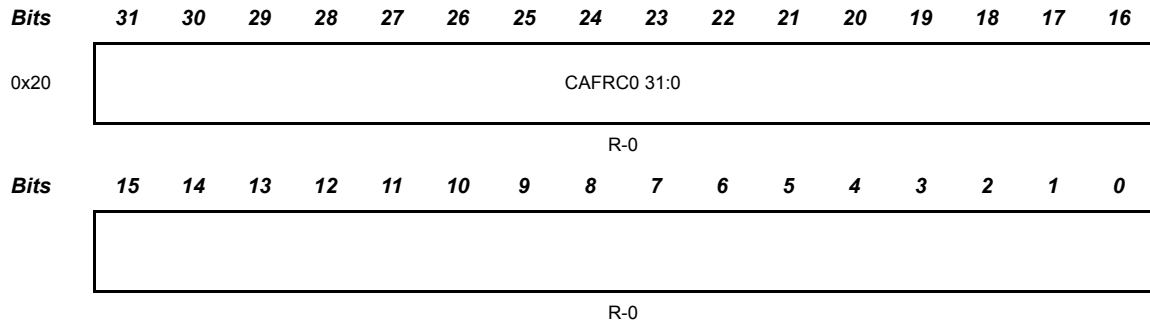 Bits 31 30 29 28 27 26 25 24 23 22 21 20 19 18 17 16
0x20 CAFRC0 31:0
R-0
Bits 15 14 13 12 11 10 9 8 7 6 5 4 3 2 1 0
R-0